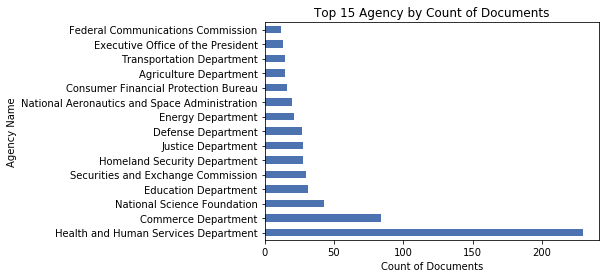 Top 15 Agency by Count of Documents
Agency Name
Federal Communications Commission
Executive Office of the President
Transportation Department
Agriculture Department
Consumer Financial Protection Bureau
National Aeronautics and Space Administration
Energy Department
Defense Department
Justice Department
Homeland Security Department
Securities and Exchange Commission
Education Department
National Science Foundation
Commerce Department
Health and Human Services Department
0 50 100 150 200
Count of Documents